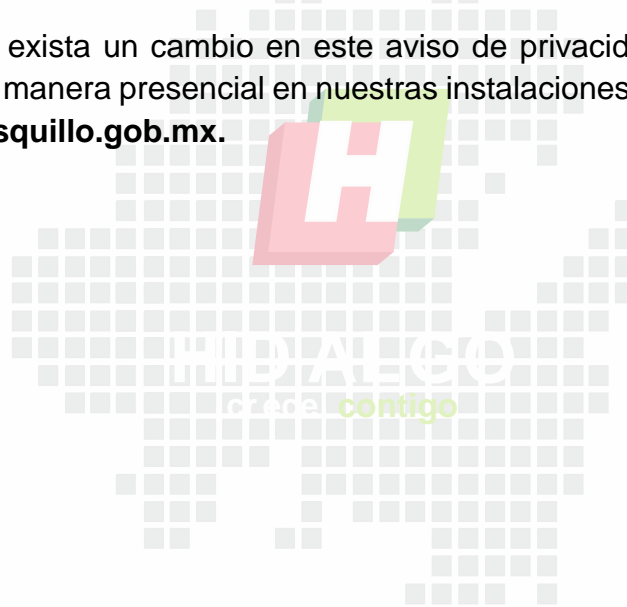 exista un cambio en este aviso de privacid
manera presencial en nuestras instalaciones
squillo.gob.mx.
H
HIDALGO
crece contigo